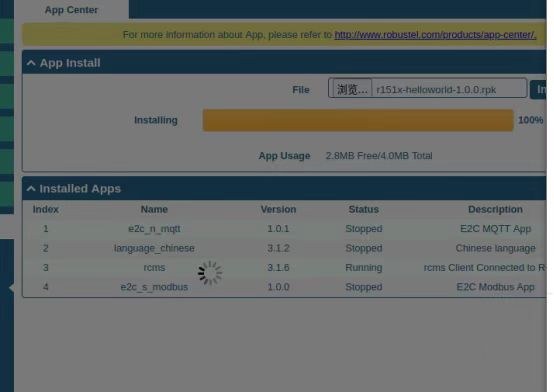 App Center
For more information about App, please refer to http://www.robustel.com/products/app-center/.
App Install
File 浏览... r151x-helloworld-1.0.0.rpk
Installing 100%
App Usage 2.8MB Free/4.0MB Total
Installed Apps
Index Name Version Status Description
1 e2c_n_mqtt 1.0.1 Stopped E2C MQTT App
2 language_chinese 3.1.2 Stopped Chinese language
3 rcms 3.1.6 Running rcms Client Connected to R
4 e2c_s_modbus 1.0.0 Stopped E2C Modbus App